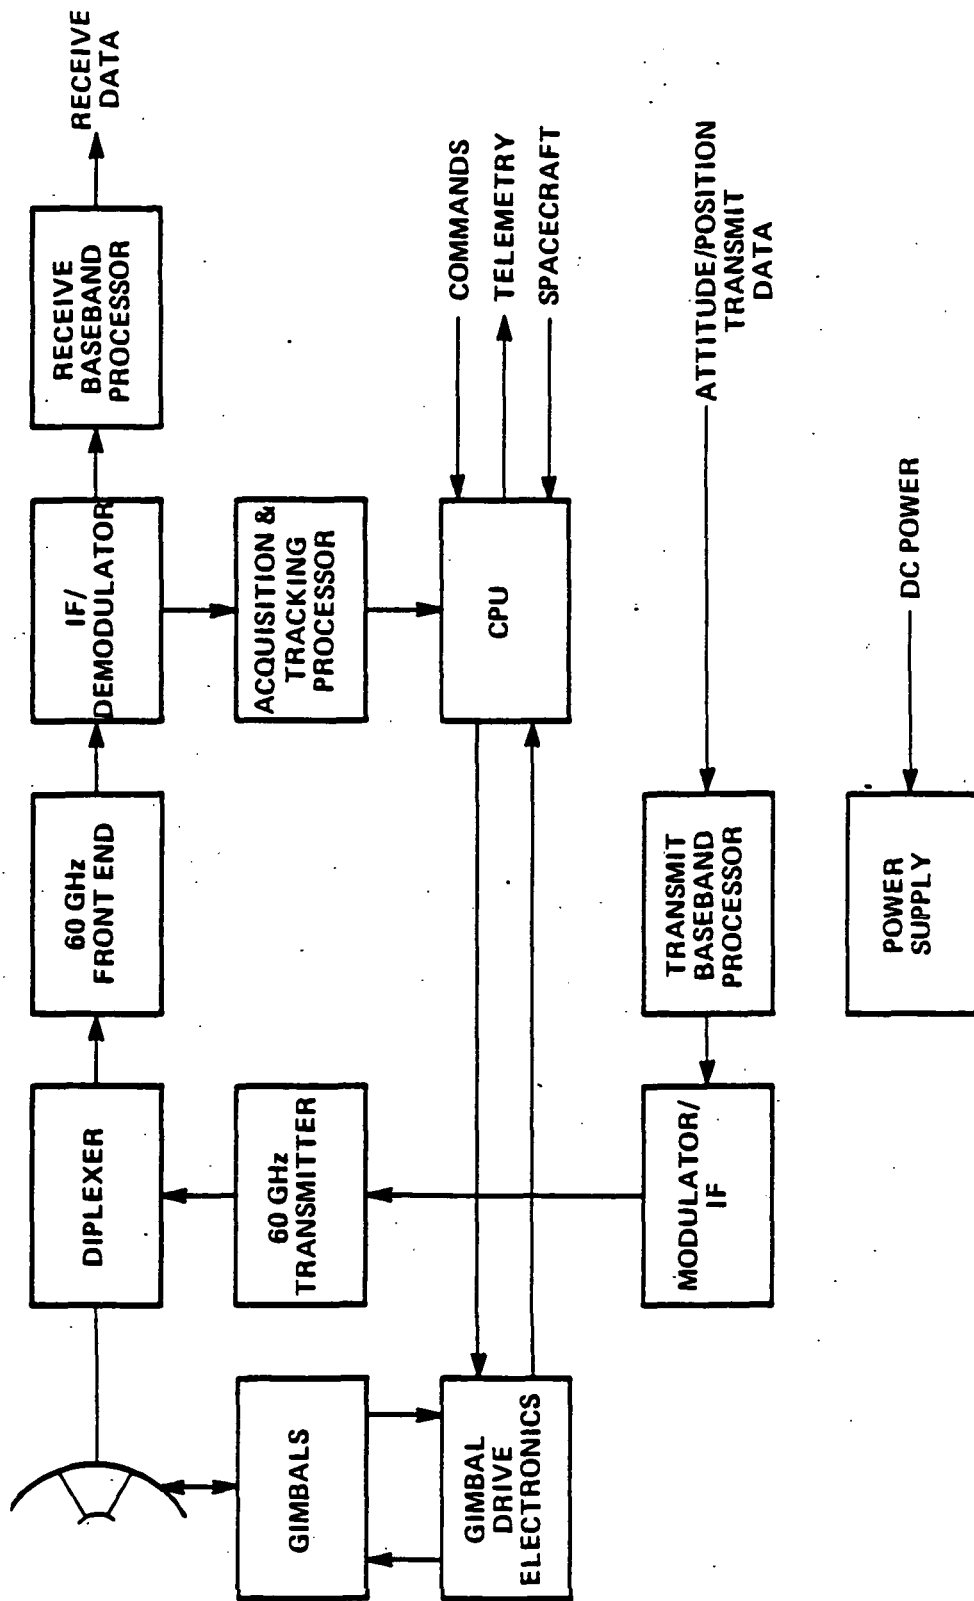 DIPLEXER
60 GHz
FRONT END
IF/
DEMODULATOR
RECEIVE
BASEBAND
PROCESSOR
RECEIVE
DATA
GIMBALS
60 GHz
TRANSMITTER
ACQUISITION &
TRACKING
PROCESSOR
GIMBAL
DRIVE
ELECTRONICS
CPU
COMMANDS
TELEMETRY
SPACECRAFT
MODULATOR/
IF
TRANSMIT
BASEBAND
PROCESSOR
ATTITUDE/POSITION
TRANSMIT
DATA
POWER
SUPPLY
DC POWER